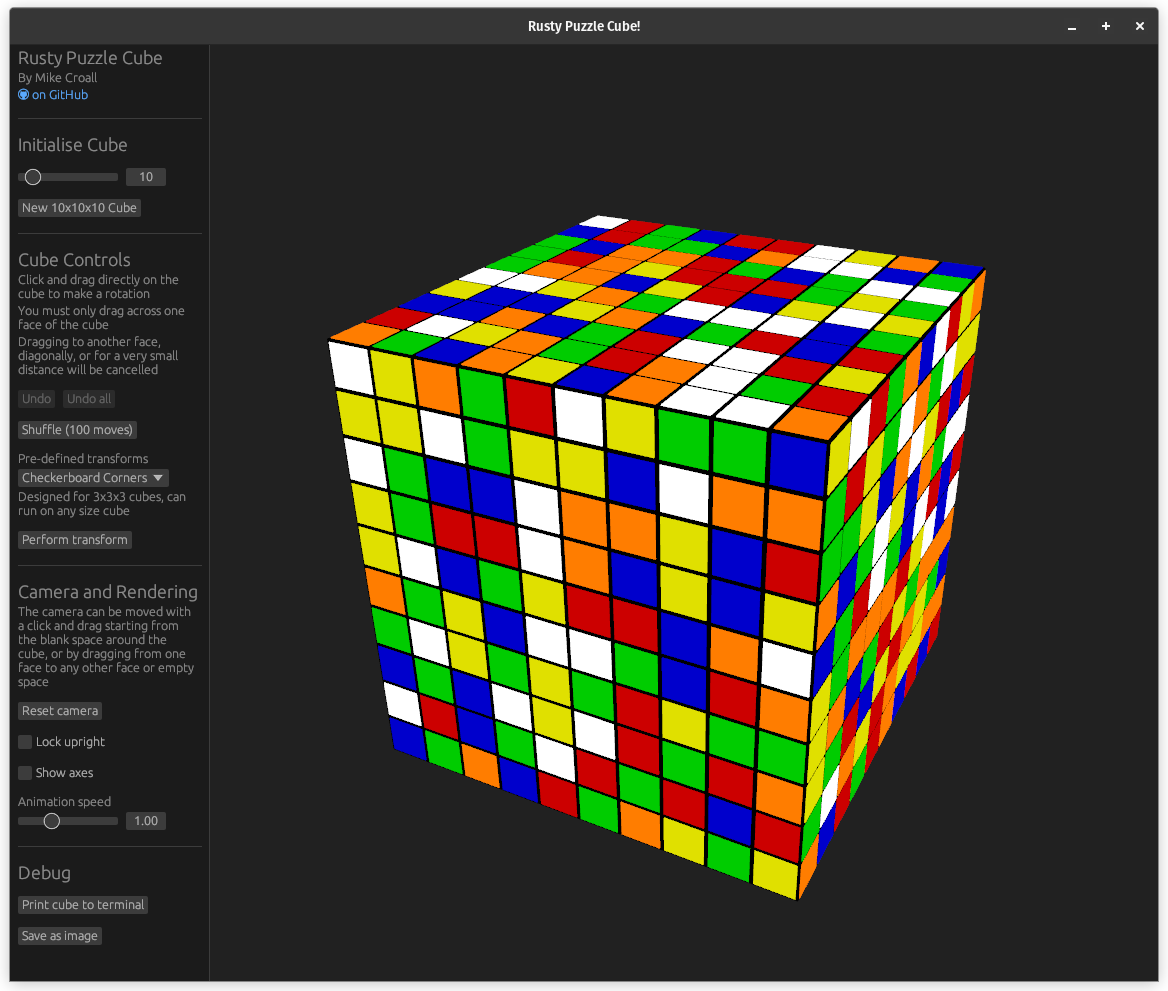 Rusty Puzzle Cube!
Rusty Puzzle Cube
By Mike Croall
on GitHub
Initialise Cube
10
New 10x10x10 Cube
Cube Controls
Click and drag directly on the
cube to make a rotation
You must only drag across one
face of the cube
Dragging to another face,
diagonally, or for a very small
distance will be cancelled
Undo Undo all
Shuffle (100 moves)
Pre-defined transforms
Checkerboard Corners
Designed for 3x3x3 cubes, can
run on any size cube
Perform transform
Camera and Rendering
The camera can be moved with
a click and drag starting from
the blank space around the
cube, or by dragging from one
face to any other face or empty
space
Reset camera
Lock upright
Show axes
Animation speed
1.00
Debug
Print cube to terminal
Save as image